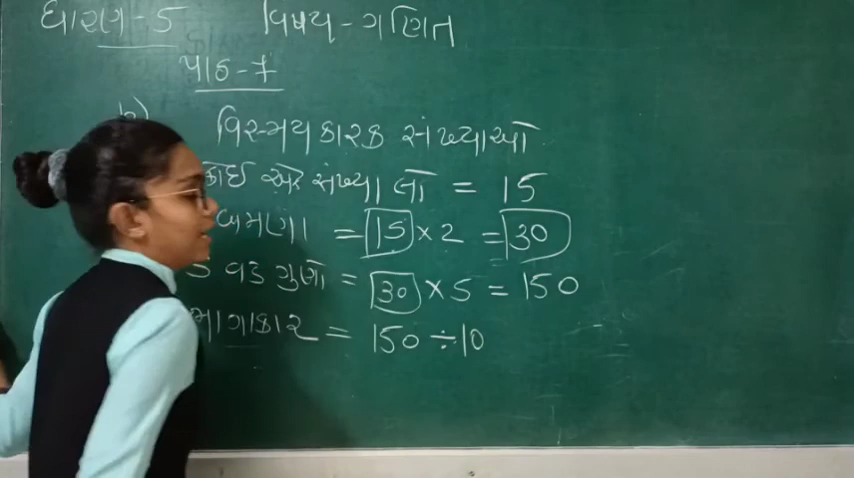 ધોરણ - 5 વિષય - ગણિત
પાઠ - 7
b)
વિસ્મયકારક સંખ્યાઓ
કોઈ એક સંખ્યા લો = 15
બમણા = 15 × 2 = 30
5 વડે ગુણો = 30 × 5 = 150
ભાગાકાર = 150 ÷ 10